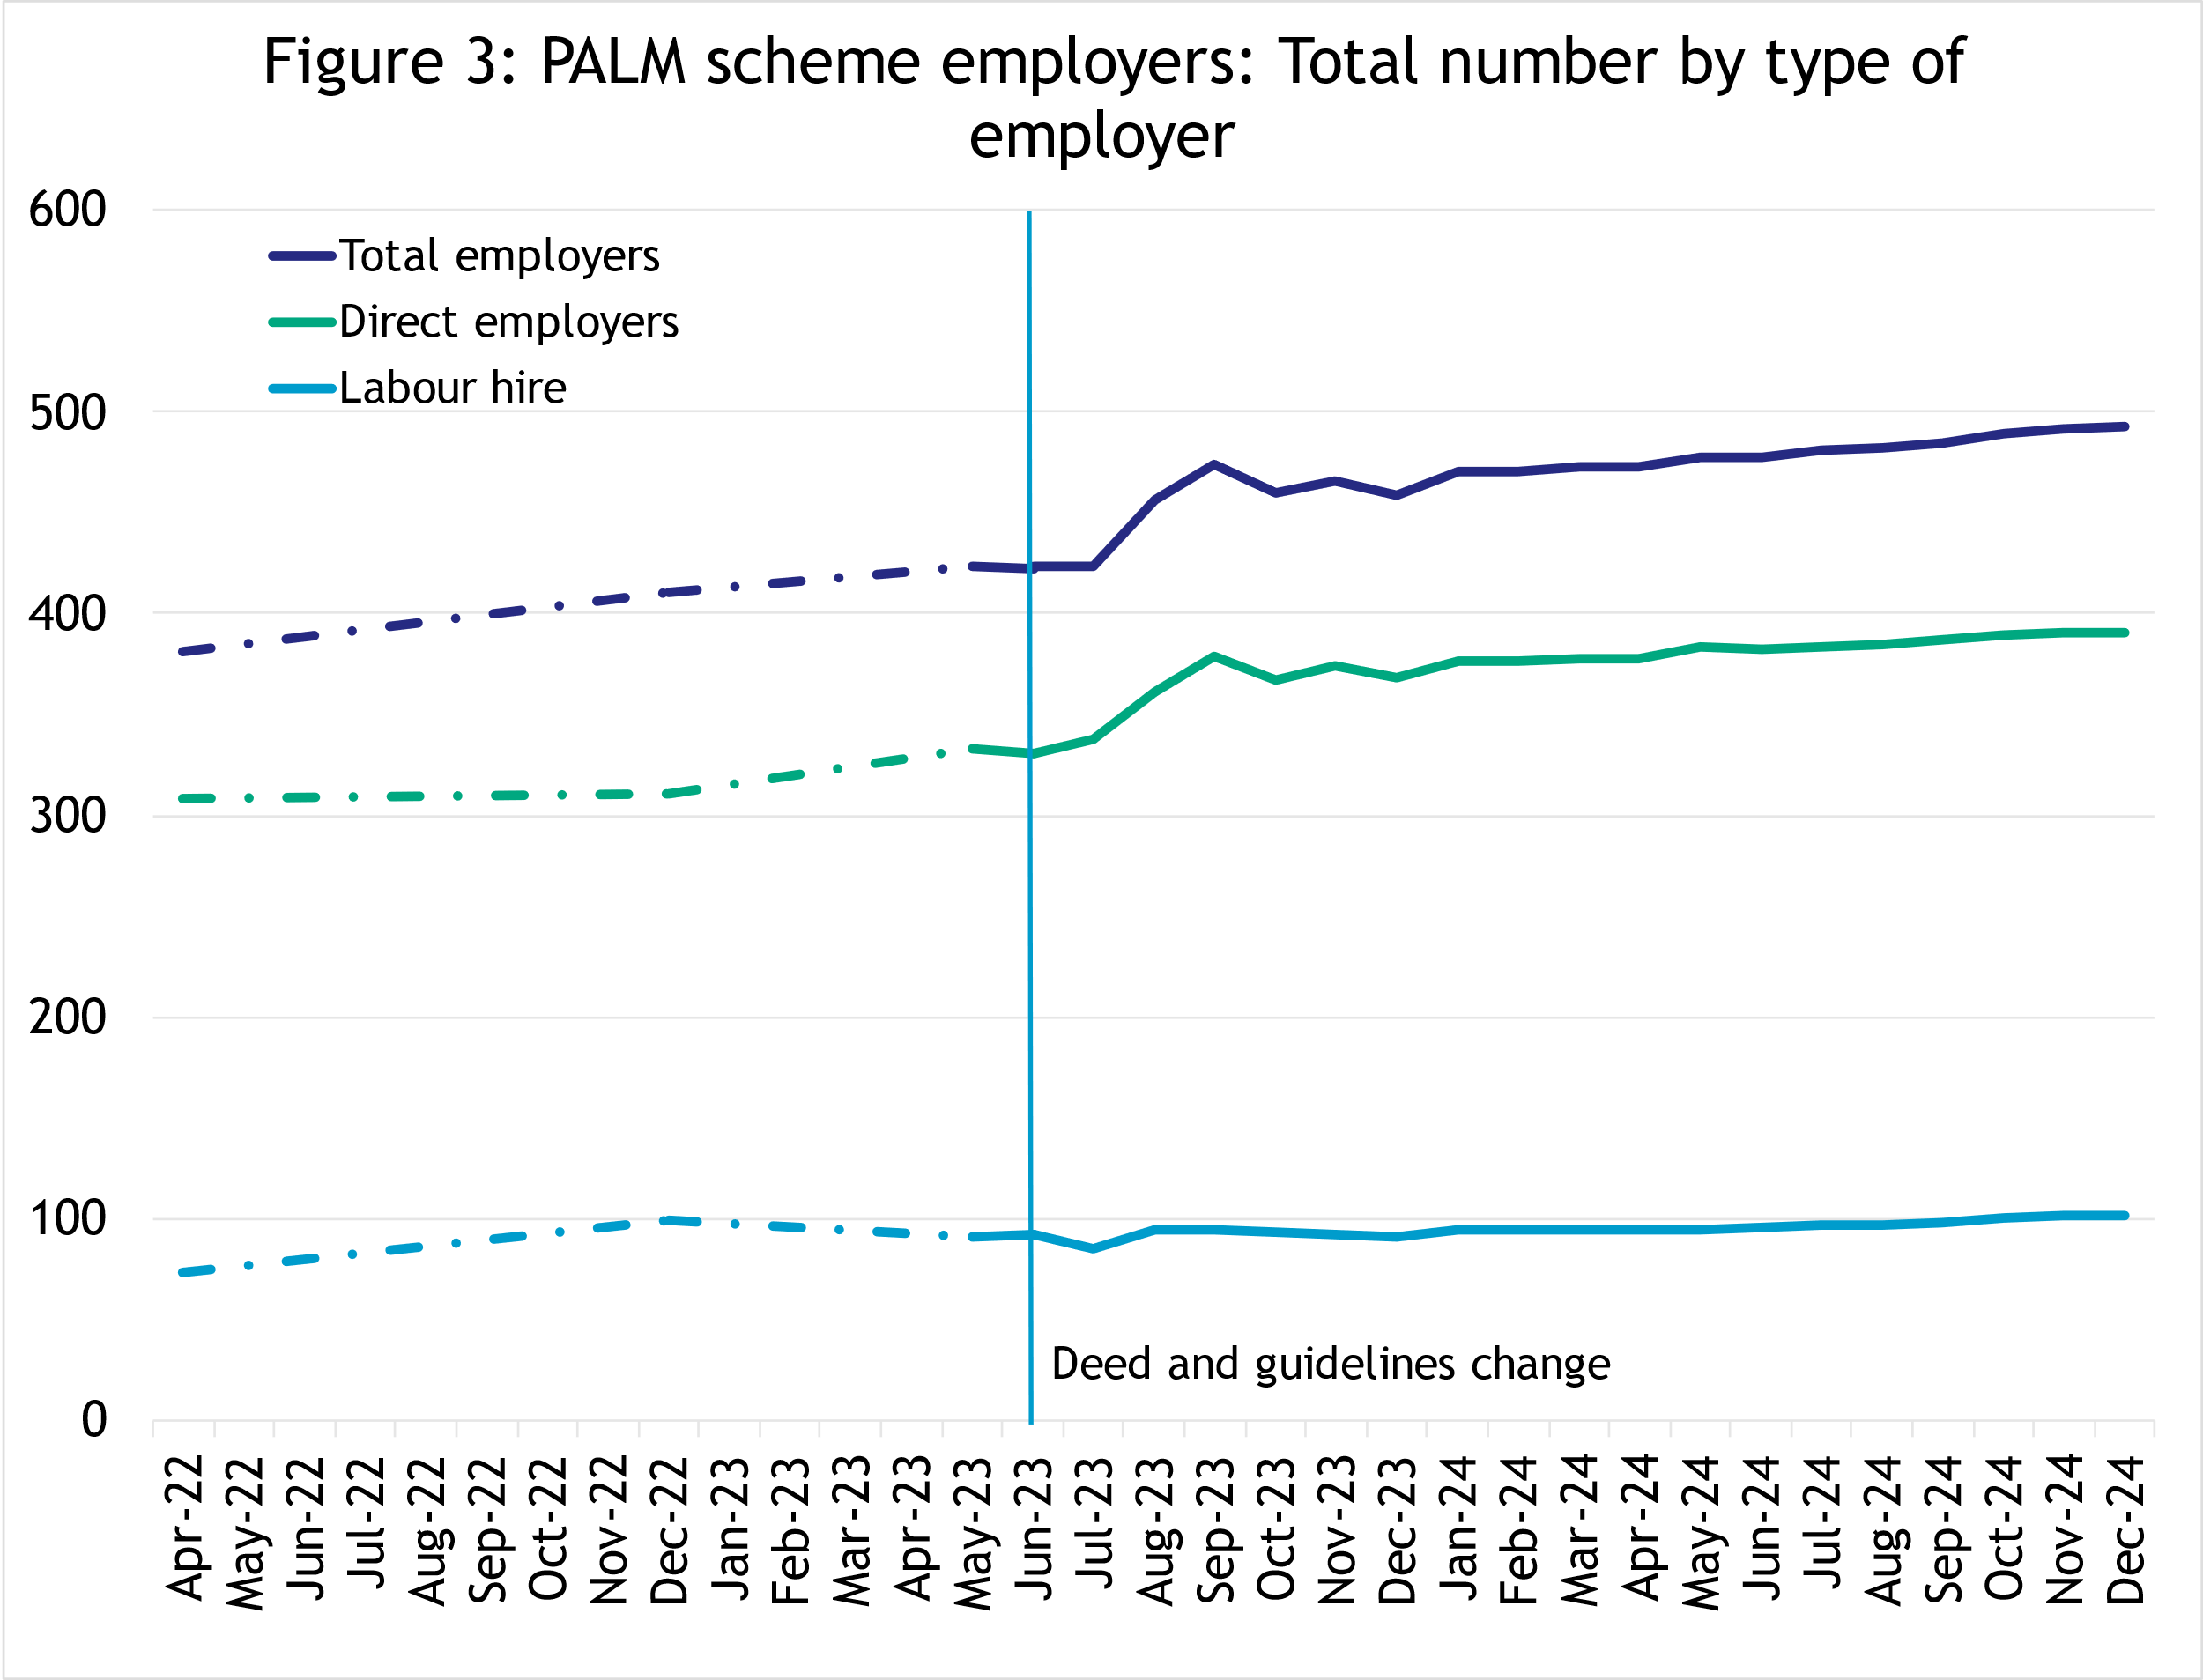 Figure 3: PALM scheme employers: Total number by type of
employer
600
500
400
300
200
100
0
Total employers
Direct employers
Labour hire
Deed and guidelines change
Apr-22
May-22
Jun-22
Jul-22
Aug-22
Sep-22
Oct-22
Nov-22
Dec-22
Jan-23
Feb-23
Mar-23
Apr-23
May-23
Jun-23
Jul-23
Aug-23
Sep-23
Oct-23
Nov-23
Dec-23
Jan-24
Feb-24
Mar-24
Apr-24
May-24
Jun-24
Jul-24
Aug-24
Sep-24
Oct-24
Nov-24
Dec-24